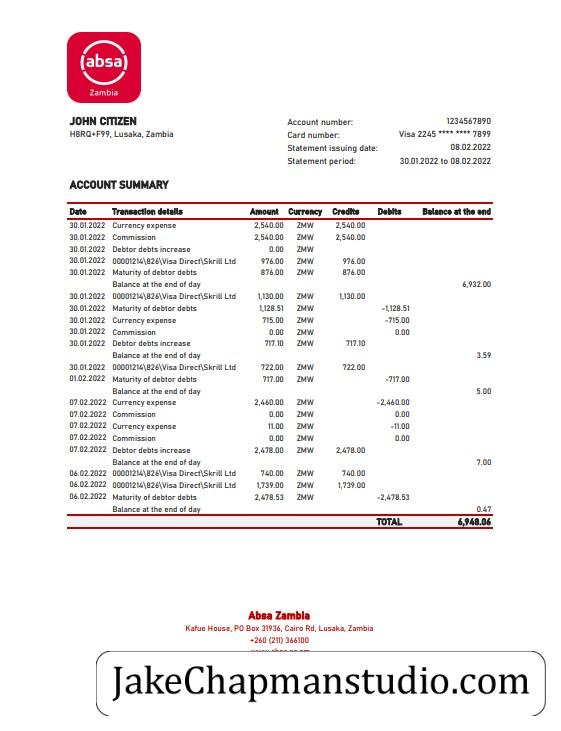 absa
Zambia
JOHN CITIZEN
H8RQ+F99, Lusaka, Zambia
Account number: 1234567890
Card number: Visa 2245 **** **** 7899
Statement issuing date: 08.02.2022
Statement period: 30.01.2022 to 08.02.2022
ACCOUNT SUMMARY
Date Transaction details Amount Currency Credits Debits Balance at the end
30.01.2022 Currency expense 2,540.00 ZMW 2,540.00
30.01.2022 Commission 2,540.00 ZMW 2,540.00
30.01.2022 Debtor debts increase 0.00 ZMW
30.01.2022 00001214\826\Visa Direct\Skrill Ltd 976.00 ZMW 976.00
30.01.2022 Maturity of debtor debts 876.00 ZMW 876.00
Balance at the end of day 6,932.00
30.01.2022 00001214\826\Visa Direct\Skrill Ltd 1,130.00 ZMW 1,130.00
30.01.2022 Maturity of debtor debts 1,128.51 ZMW -1,128.51
30.01.2022 Currency expense 715.00 ZMW -715.00
30.01.2022 Commission 0.00 ZMW 0.00
30.01.2022 Debtor debts increase 717.10 ZMW 717.10
Balance at the end of day 3.59
30.01.2022 00001214\826\Visa Direct\Skrill Ltd 722.00 ZMW 722.00
01.02.2022 Maturity of debtor debts 717.00 ZMW -717.00
Balance at the end of day 5.00
07.02.2022 Currency expense 2,460.00 ZMW -2,460.00
07.02.2022 Commission 0.00 ZMW 0.00
07.02.2022 Currency expense 11.00 ZMW -11.00
07.02.2022 Commission 0.00 ZMW 0.00
07.02.2022 Debtor debts increase 2,478.00 ZMW 2,478.00
Balance at the end of day 7.00
06.02.2022 00001214\826\Visa Direct\Skrill Ltd 740.00 ZMW 740.00
06.02.2022 00001214\826\Visa Direct\Skrill Ltd 1,739.00 ZMW 1,739.00
06.02.2022 Maturity of debtor debts 2,478.53 ZMW -2,478.53
Balance at the end of day 0.47
TOTAL 6,948.06
Absa Zambia
Kafue House, PO Box 31936, Cairo Rd, Lusaka, Zambia
+260 (211) 366100
JakeChapmanstudio.com